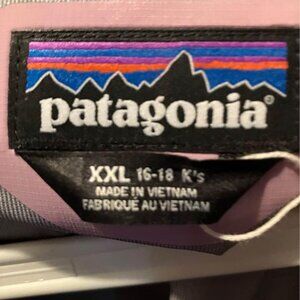 patagonia®
XXL 16-18 K's
MADE IN VIETNAM
FABRIQUÉ AU VIETNAM